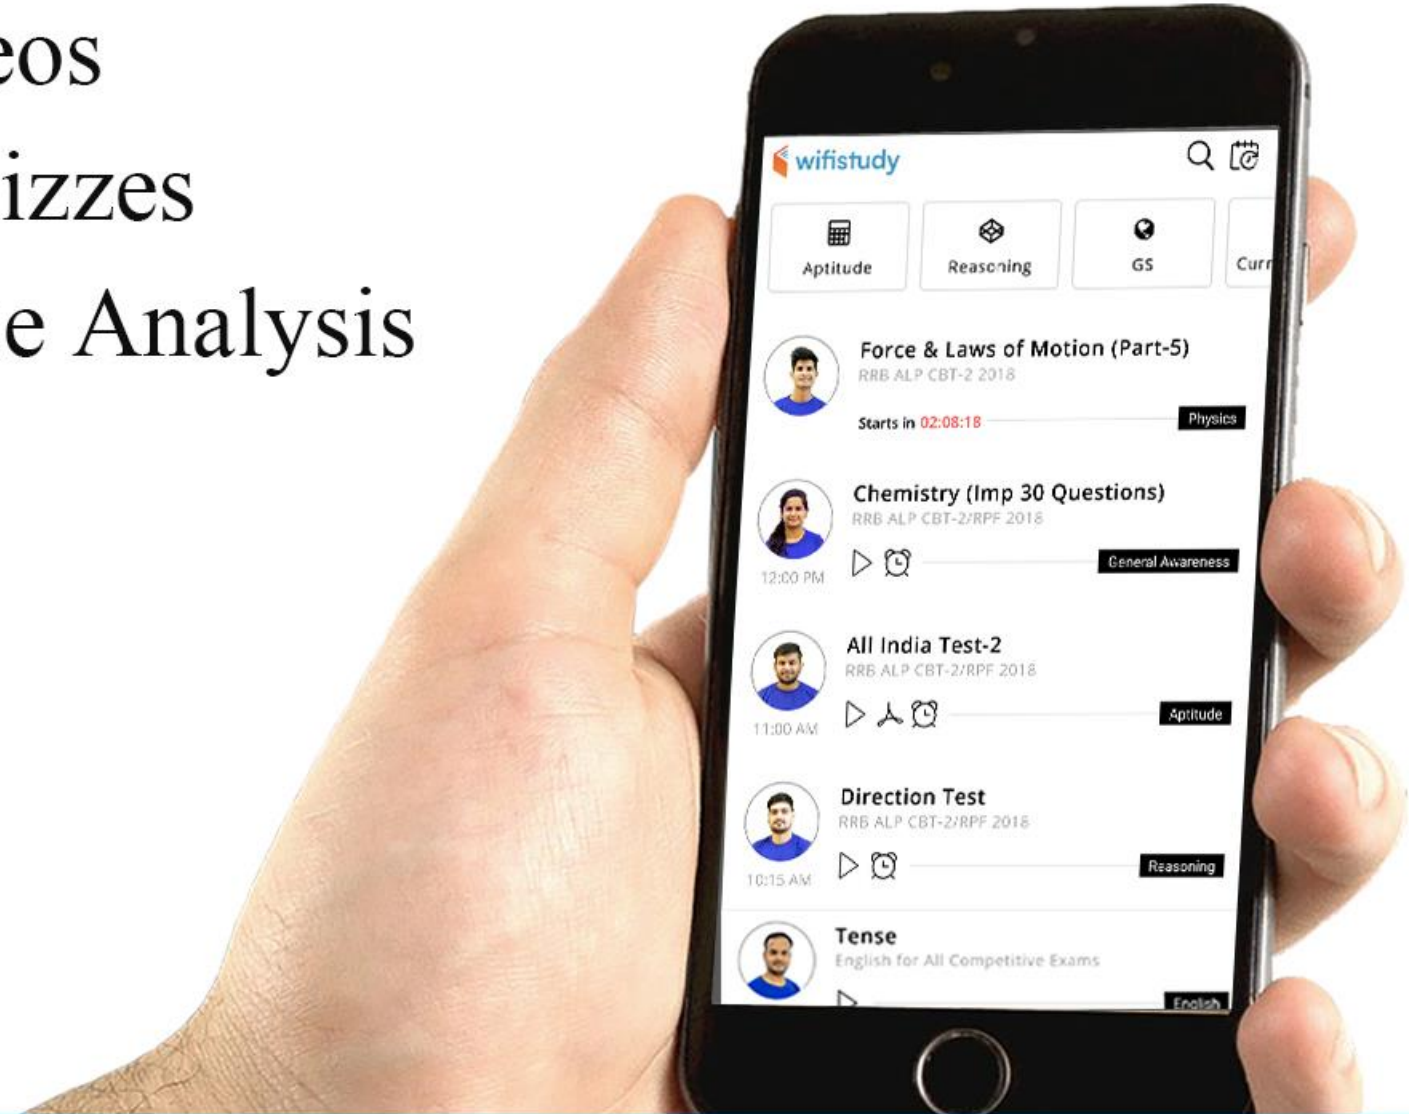 eos
izzes
e Analysis
wifistudy
Aptitude
Reasoning
GS
Curr
Force & Laws of Motion (Part-5)
RRB ALP CBT-2 2018
Starts in 02:08:18
Physics
Chemistry (Imp 30 Questions)
RRB ALP CBT-2/RPF 2018
12:00 PM
General Awareness
All India Test-2
RRB ALP CBT-2/RPF 2018
11:00 AM
Aptitude
Direction Test
RRB ALP CBT-2/RPF 2018
10:15 AM
Reasoning
Tense
English for All Competitive Exams
English